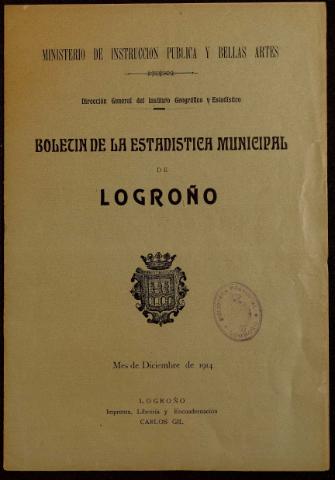 MINISTERIO DE INSTRUCCION PUBLICA Y BELLAS ARTES
Dirección General del Instituto Geográfico y Estadístico
BOLETIN DE LA ESTADISTICA MUNICIPAL
DE
LOGROÑO
Mes de Diciembre de 1914
LOGROÑO
Imprenta, Librería y Encuadernación
CARLOS GIL.